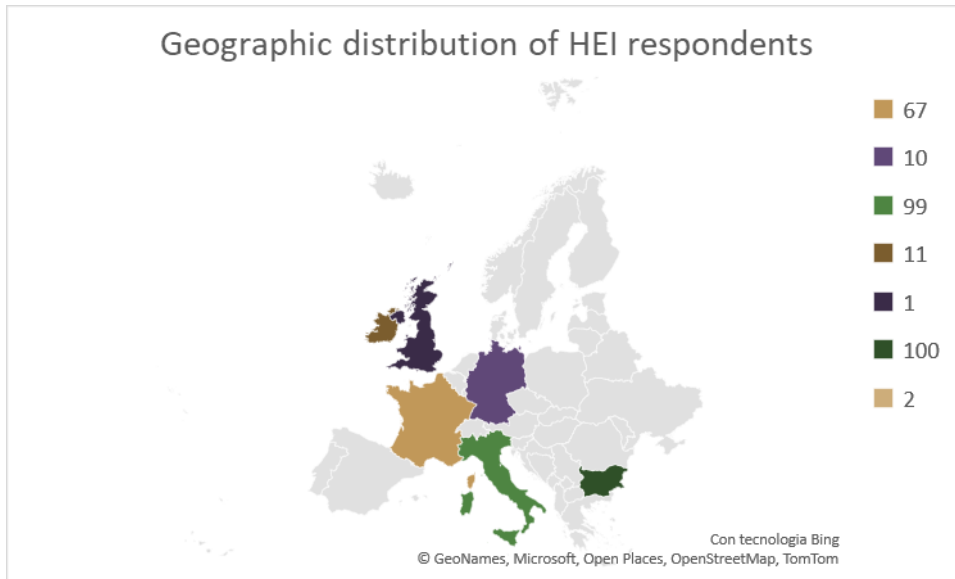 Geographic distribution of HEI respondents
67
10
99
11
1
100
2
Con tecnologia Bing
© GeoNames, Microsoft, Open Places, OpenStreetMap, TomTom